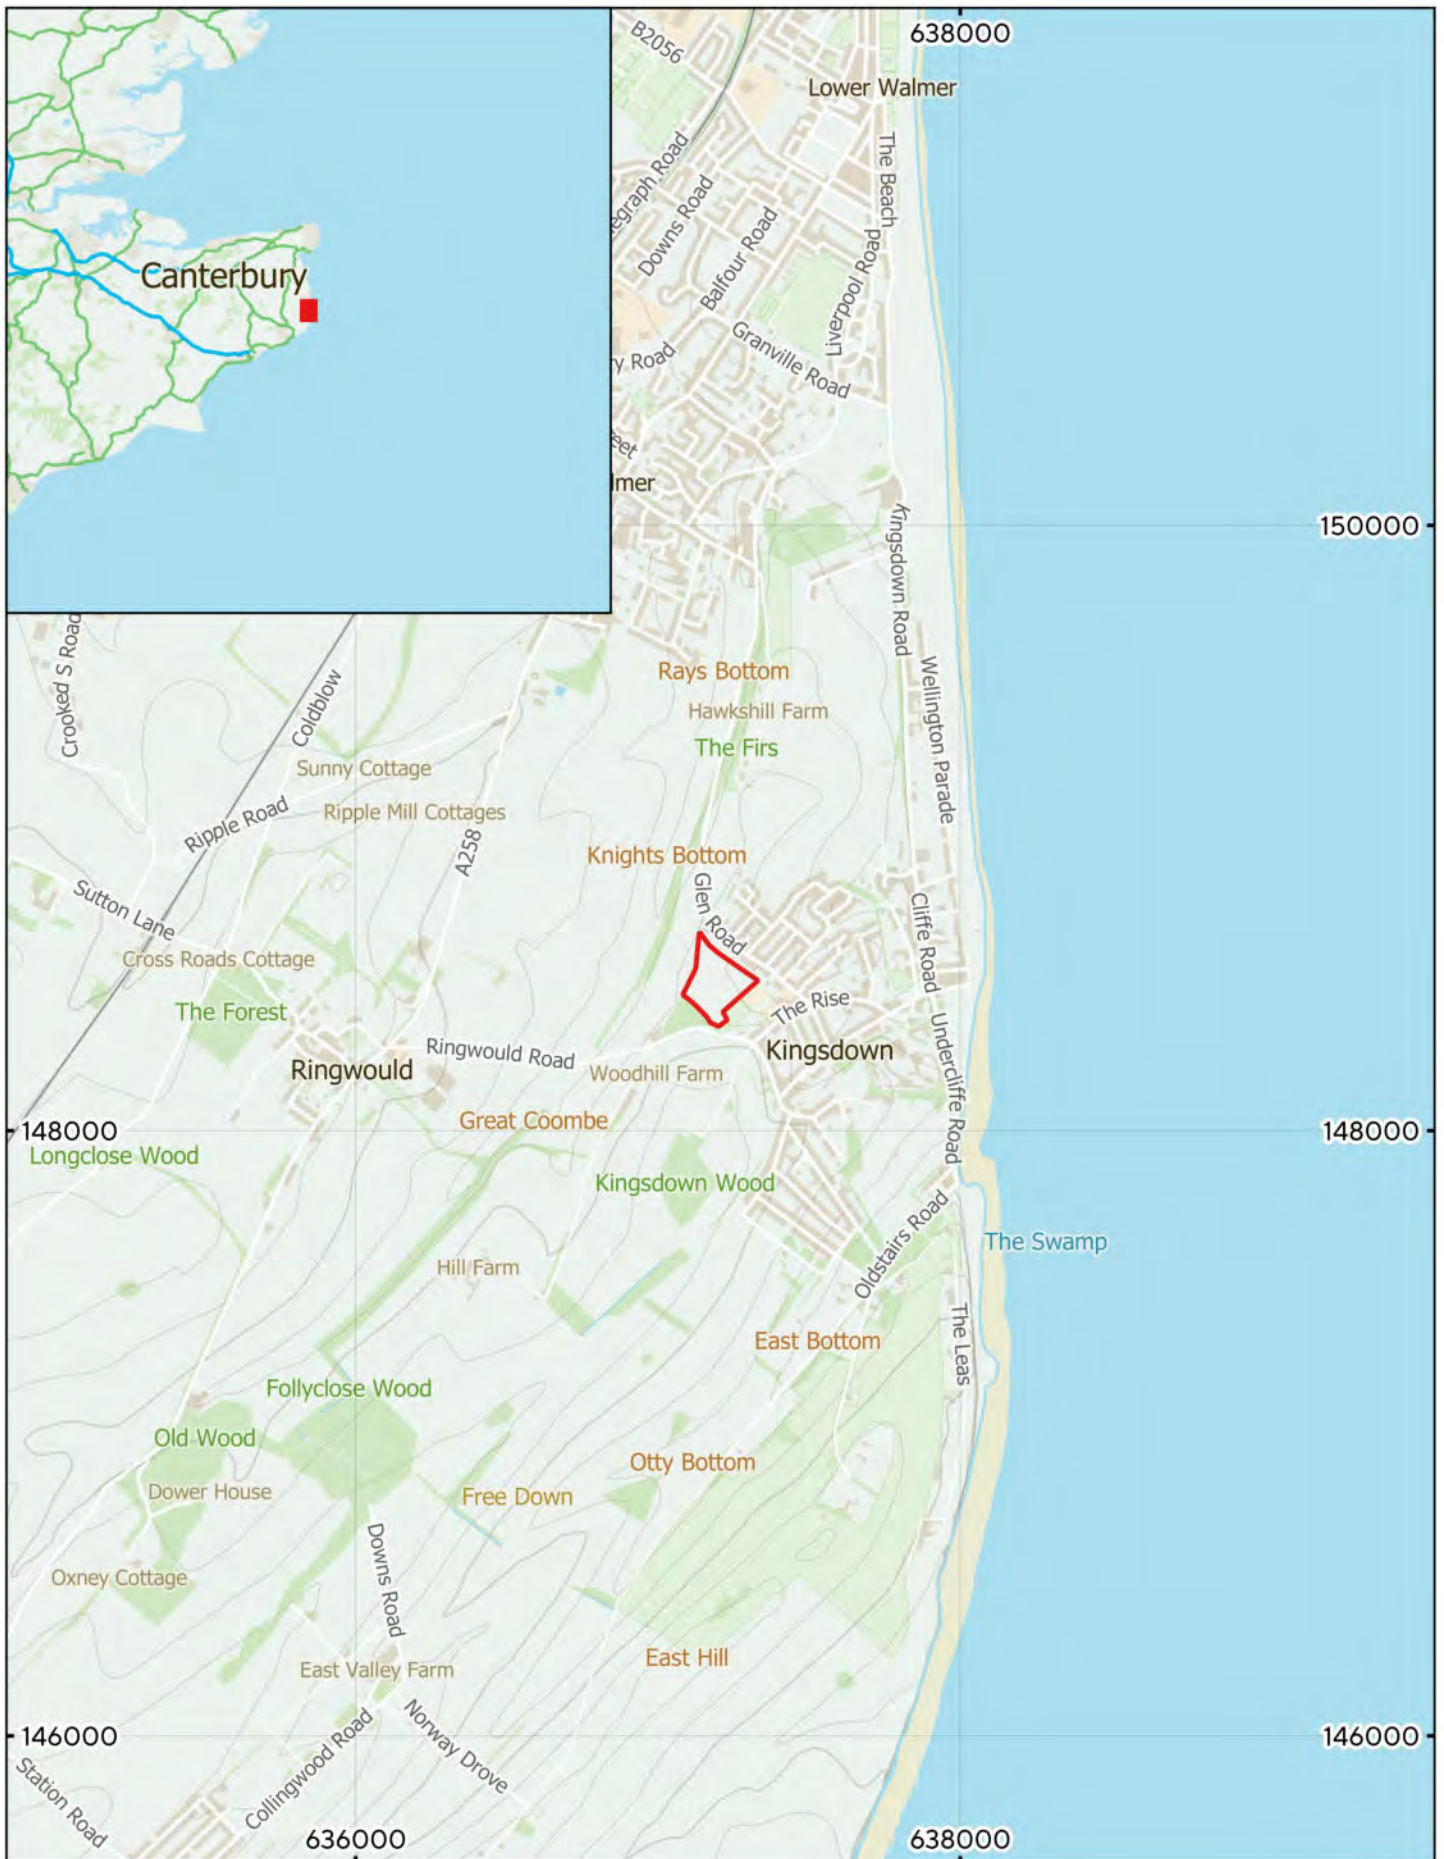 B2056
638000
Lower Walmer
The Beach
Telegraph Road
Downs Road
Balfour Road
Liverpool Road
Canterbury
Granville Road
ry Road
reet
lmer
Kingsdown Road
150000
Crooked S Road
Coldblow
Rays Bottom
Wellington Parade
Hawkshill Farm
The Firs
Sunny Cottage
Ripple Road
Ripple Mill Cottages
A258
Knights Bottom
Glen Road
Sutton Lane
Cliffe Road
Cross Roads Cottage
The Forest
The Rise
Ringwould
Ringwould Road
Kingsdown
Undercliffe Road
Woodhill Farm
Great Coombe
148000
148000
Longclose Wood
Kingsdown Wood
Oldstairs Road
The Swamp
Hill Farm
East Bottom
The Leas
Follyclose Wood
Old Wood
Otty Bottom
Dower House
Free Down
Downs Road
Oxney Cottage
East Hill
East Valley Farm
Norway Drove
Collingwood Road
146000
146000
Station Road
636000
638000